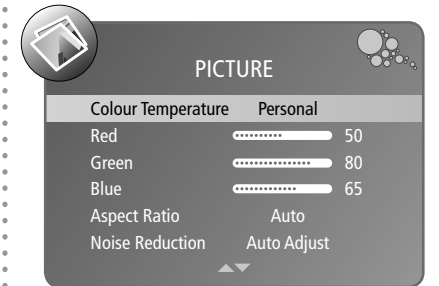 PICTURE
Colour Temperature Personal
Red 50
Green 80
Blue 65
Aspect Ratio Auto
Noise Reduction Auto Adjust